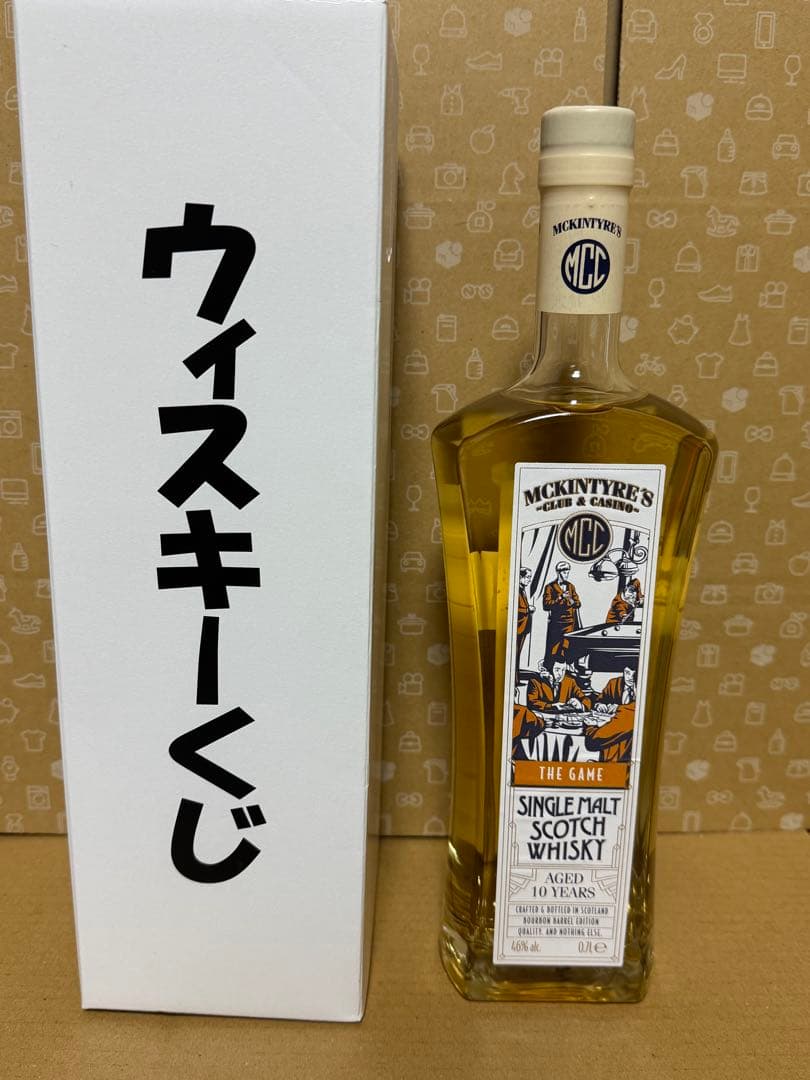 ウィスキーくじ
MCKINTYRE'S
MCC
MCKINTYRE'S
-CLUB & CASINO-
MCC
THE GAME
SINGLE MALT
SCOTCH
WHISKY
AGED
10 YEARS
CRAFTED & BOTTLED IN SCOTLAND
BOURBON BARREL EDITION
QUALITY, AND NOTHING ELSE.
46% alc. 0.7L e